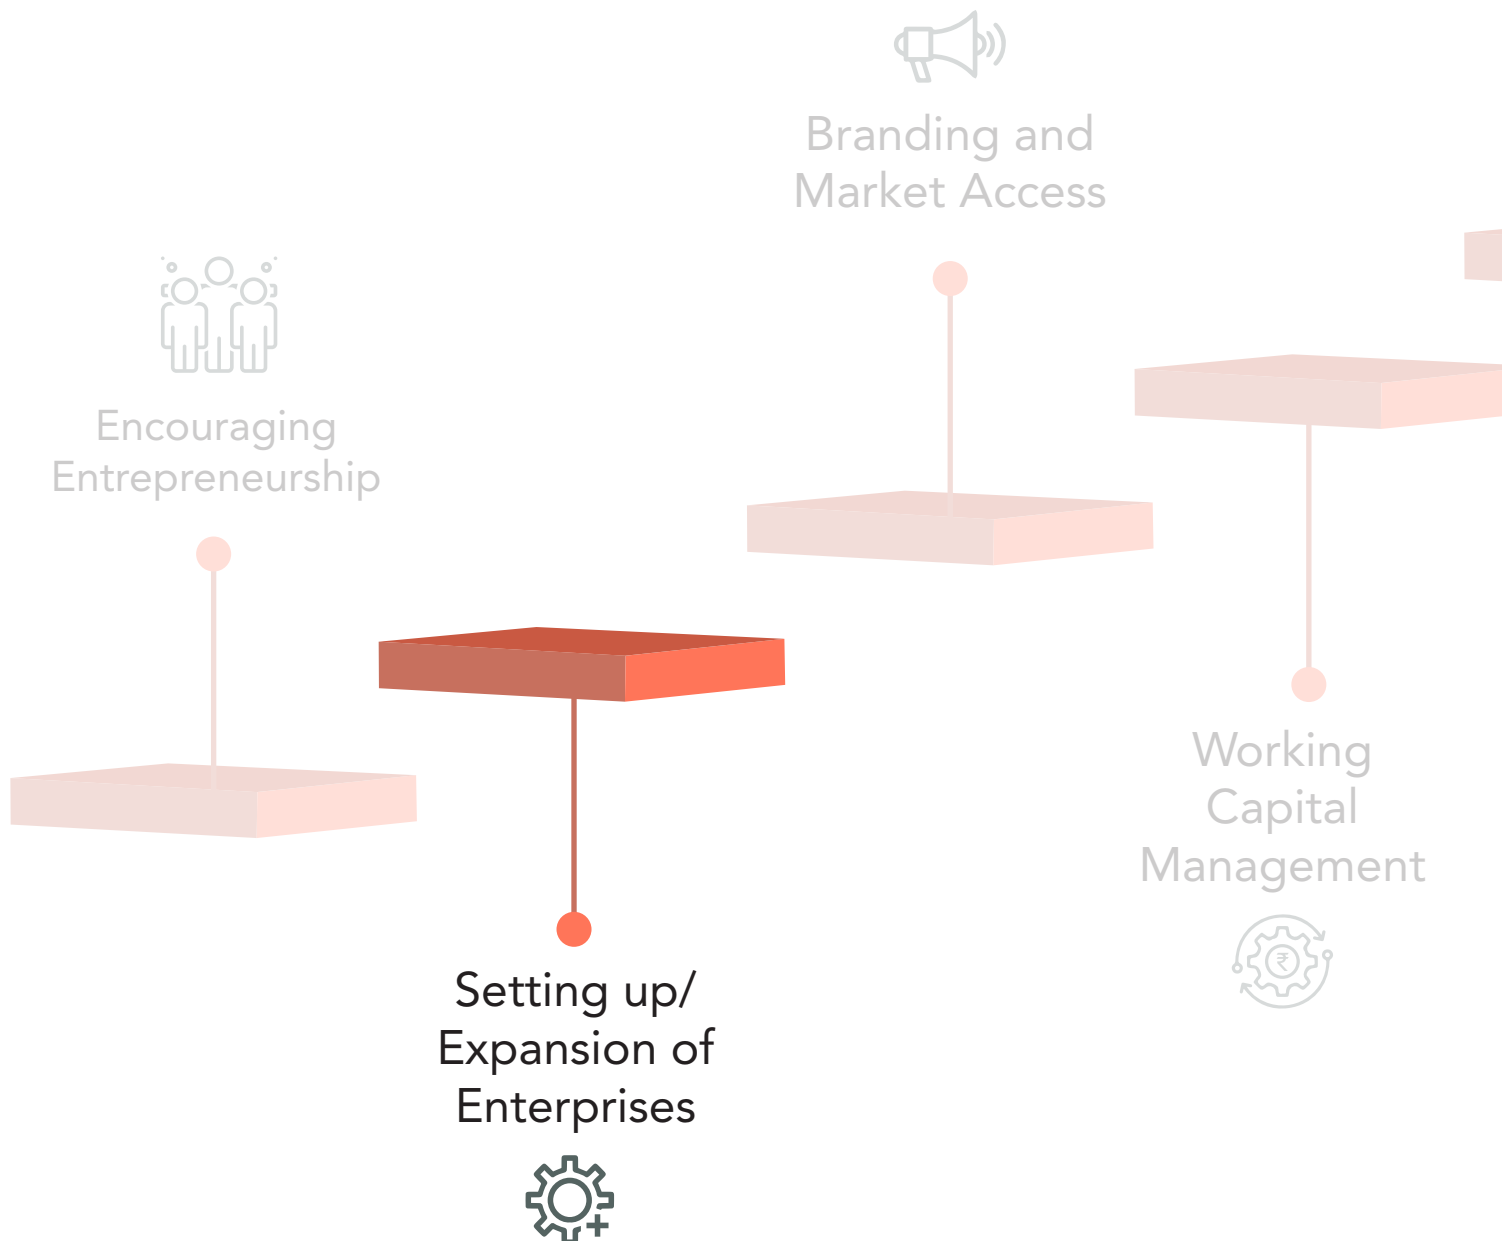 Branding and
Market Access
Encouraging
Entrepreneurship
Working
Capital
Management
₹
Setting up/
Expansion of
Enterprises